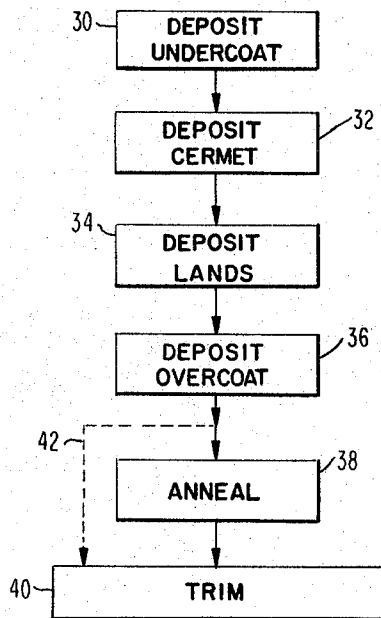 30
DEPOSIT
UNDERCOAT
32
DEPOSIT
CERMET
34
DEPOSIT
LANDS
36
DEPOSIT
OVERCOAT
42
38
ANNEAL
40
TRIM